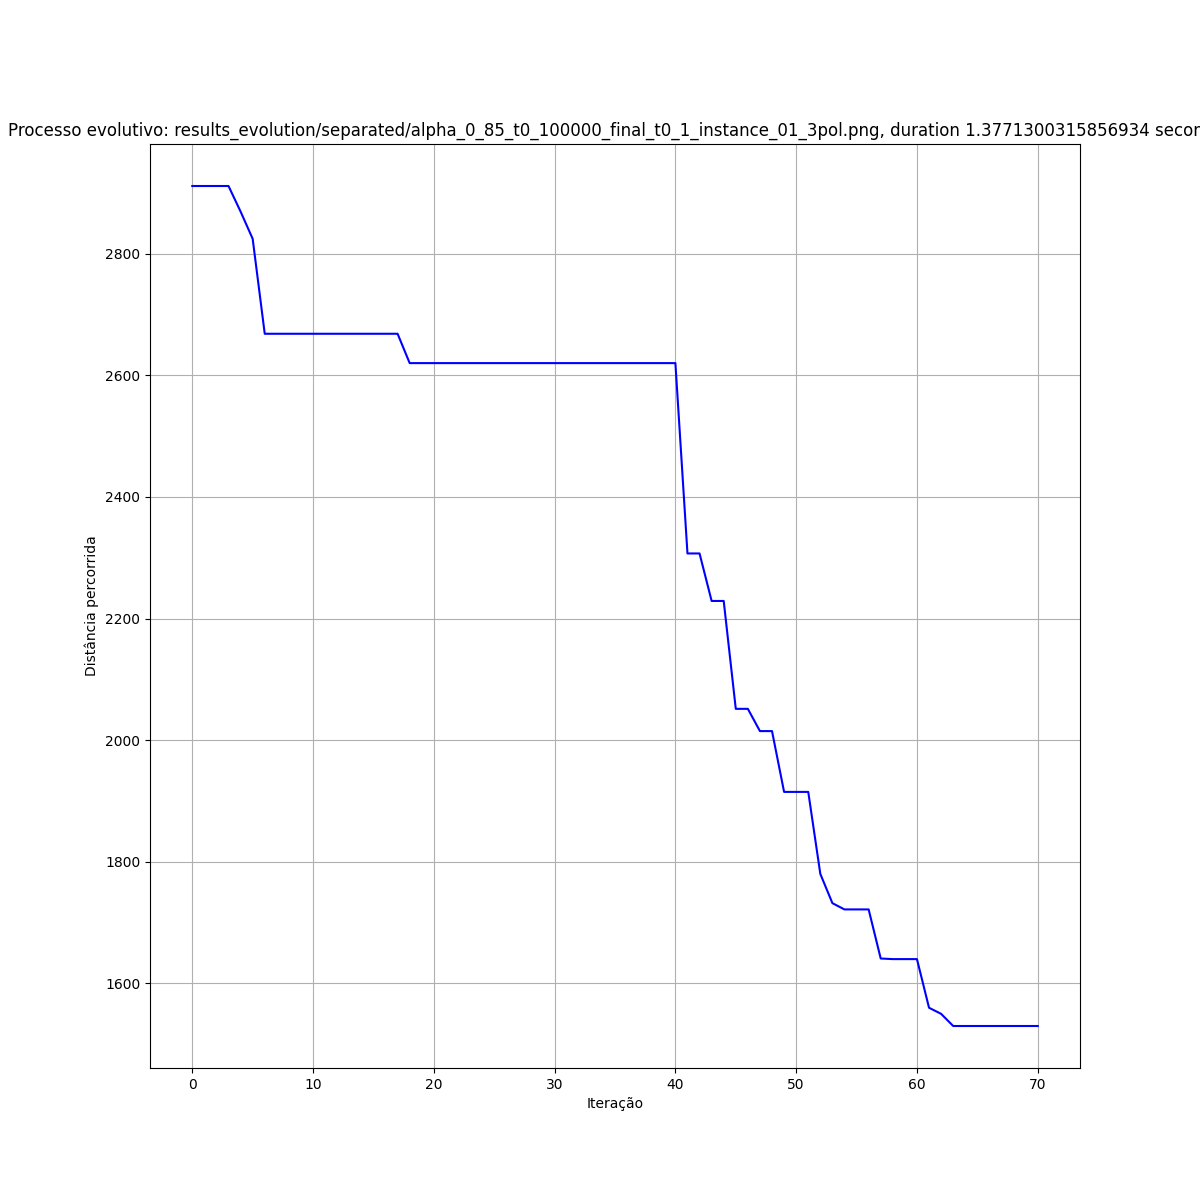 Processo evolutivo: results_evolution/separated/alpha_0_85_t0_100000_final_t0_1_instance_01_3pol.png, duration 1.3771300315856934 secon
2800
2600
2400
2200
2000
1800
1600
Distância percorrida
0 10 20 30 40 50 60 70
Iteração